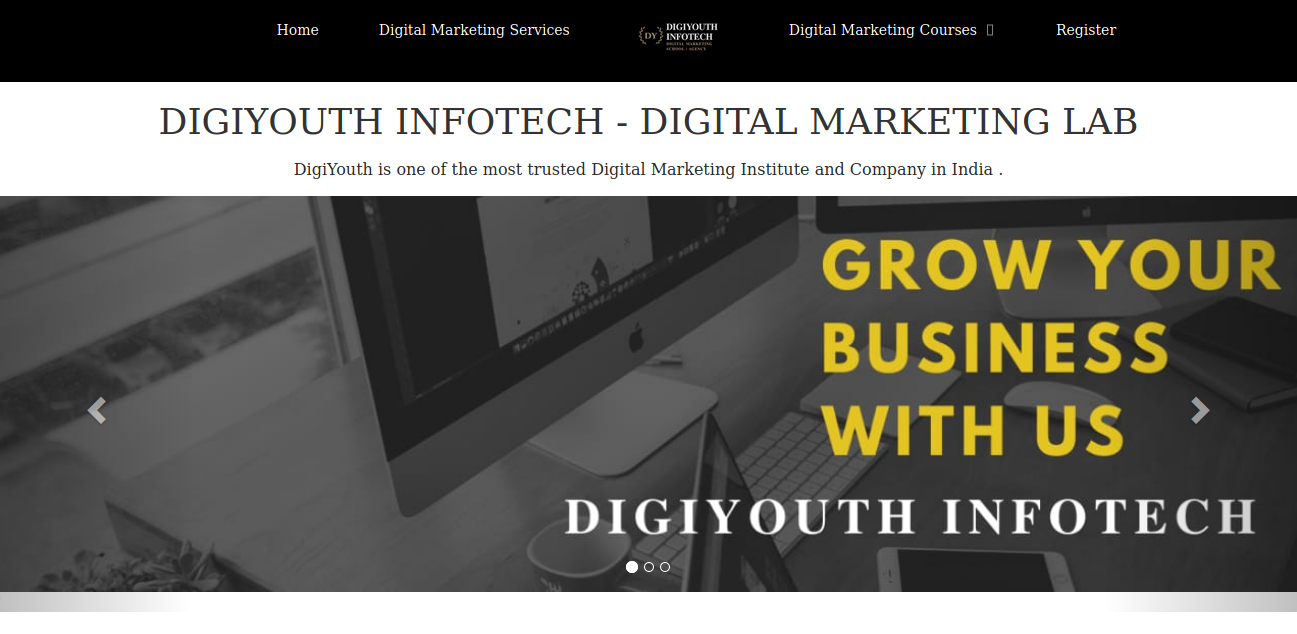 Home
Digital Marketing Services
DY
DIGIYOUTH
INFOTECH
DIGITAL MARKETING
SCHOOL | AGENCY
Digital Marketing Courses
Register
DIGIYOUTH INFOTECH - DIGITAL MARKETING LAB
DigiYouth is one of the most trusted Digital Marketing Institute and Company in India .
GROW YOUR
BUSINESS
WITH US
DIGIYOUTH INFOTECH